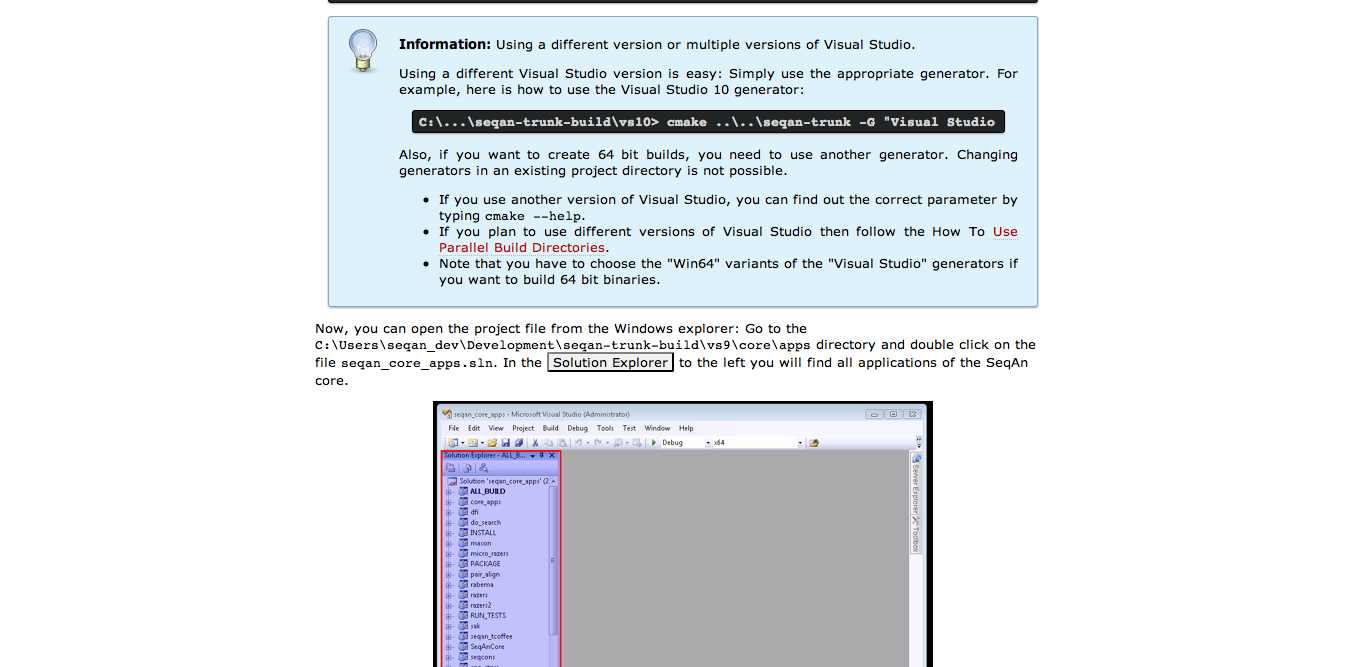 Information: Using a different version or multiple versions of Visual Studio.
Using a different Visual Studio version is easy: Simply use the appropriate generator. For
example, here is how to use the Visual Studio 10 generator:
C:\...\seqan-trunk-build\vs10> cmake ..\..\seqan-trunk -G "Visual Studio
Also, if you want to create 64 bit builds, you need to use another generator. Changing
generators in an existing project directory is not possible.
• If you use another version of Visual Studio, you can find out the correct parameter by
typing cmake --help.
• If you plan to use different versions of Visual Studio then follow the How To Use
Parallel Build Directories.
• Note that you have to choose the "Win64" variants of the "Visual Studio" generators if
you want to build 64 bit binaries.
Now, you can open the project file from the Windows explorer: Go to the
C:\Users\seqan_dev\Development\seqan-trunk-build\vs9\core\apps directory and double click on the
file seqan_core_apps.sln. In the Solution Explorer to the left you will find all applications of the SeqAn
core.
seqan_core_apps - Microsoft Visual Studio (Administrator)
File Edit View Project Build Debug Tools Test Window Help
Debug x64
Solution Explorer - ALL_B...
Solution 'seqan_core_apps' (2
ALL_BUILD
core_apps
dfi
do_search
INSTALL
mason
micro_razers
PACKAGE
pair_align
rabema
razers
razers2
RUN_TESTS
sak
seqan_tcoffee
SeqAnCore
seqcons
Server Explorer
Toolbox